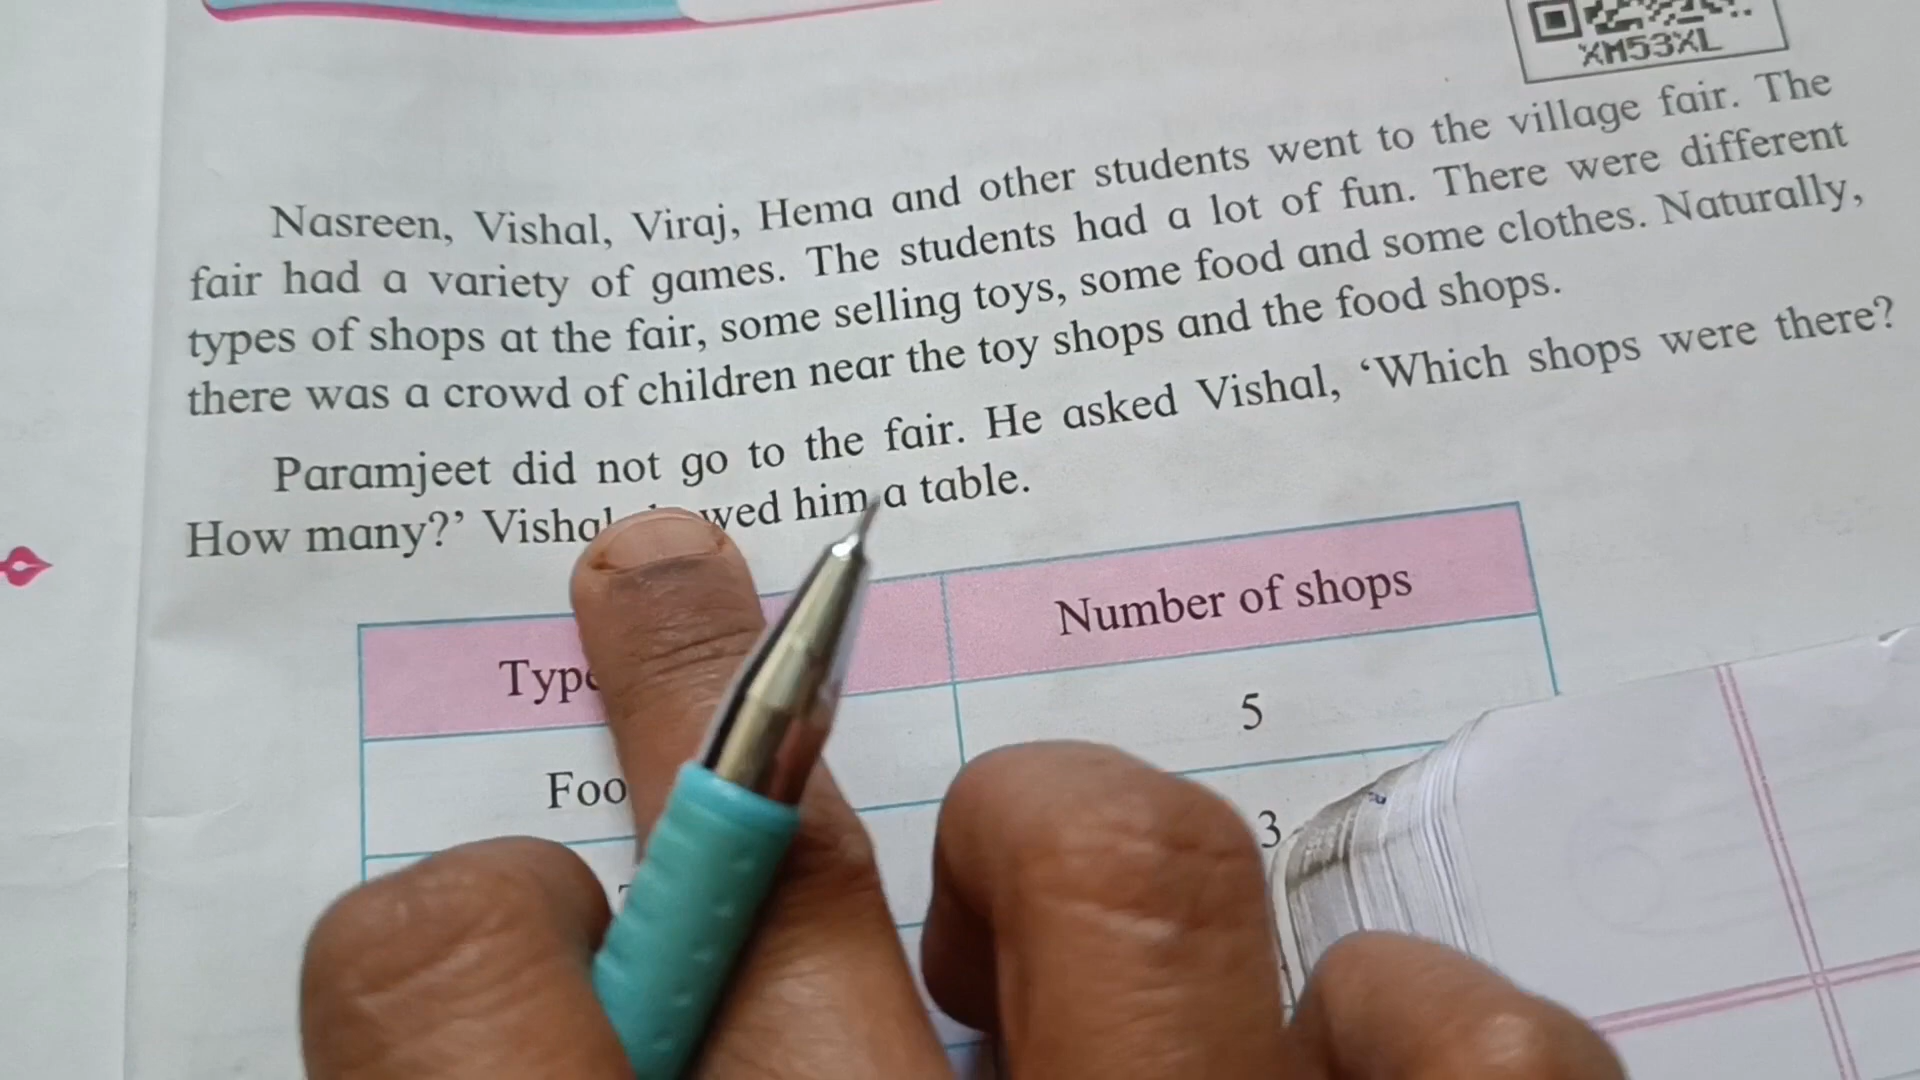 XM53XL
Nasreen, Vishal, Viraj, Hema and other students went to the village fair. The
fair had a variety of games. The students had a lot of fun. There were different
types of shops at the fair, some selling toys, some food and some clothes. Naturally,
there was a crowd of children near the toy shops and the food shops.
Paramjeet did not go to the fair. He asked Vishal, ‘Which shops were there?
How many?’ him a table.
Number of shops
5
3